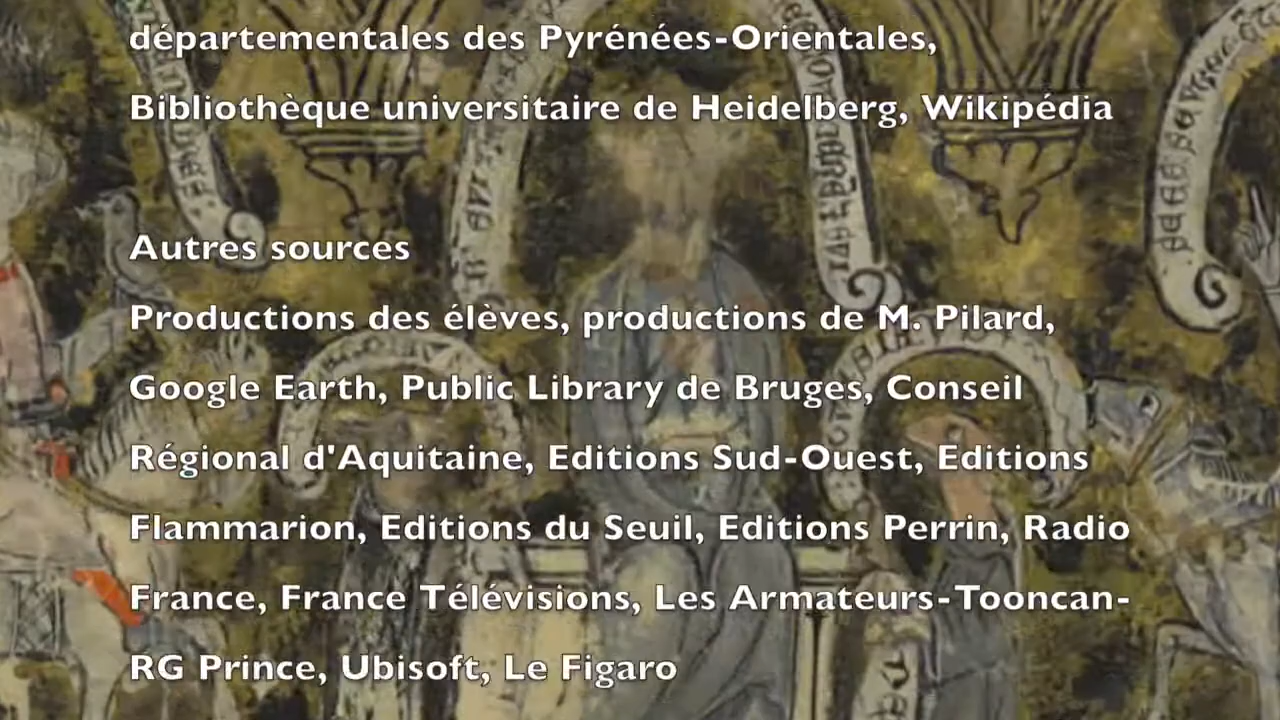 départementales des Pyrénées-Orientales,
Bibliothèque universitaire de Heidelberg, Wikipédia
Autres sources
Productions des élèves, productions de M. Pilard,
Google Earth, Public Library de Bruges, Conseil
Régional d'Aquitaine, Editions Sud-Ouest, Editions
Flammarion, Editions du Seuil, Editions Perrin, Radio
France, France Télévisions, Les Armateurs-Tooncan-
RG Prince, Ubisoft, Le Figaro